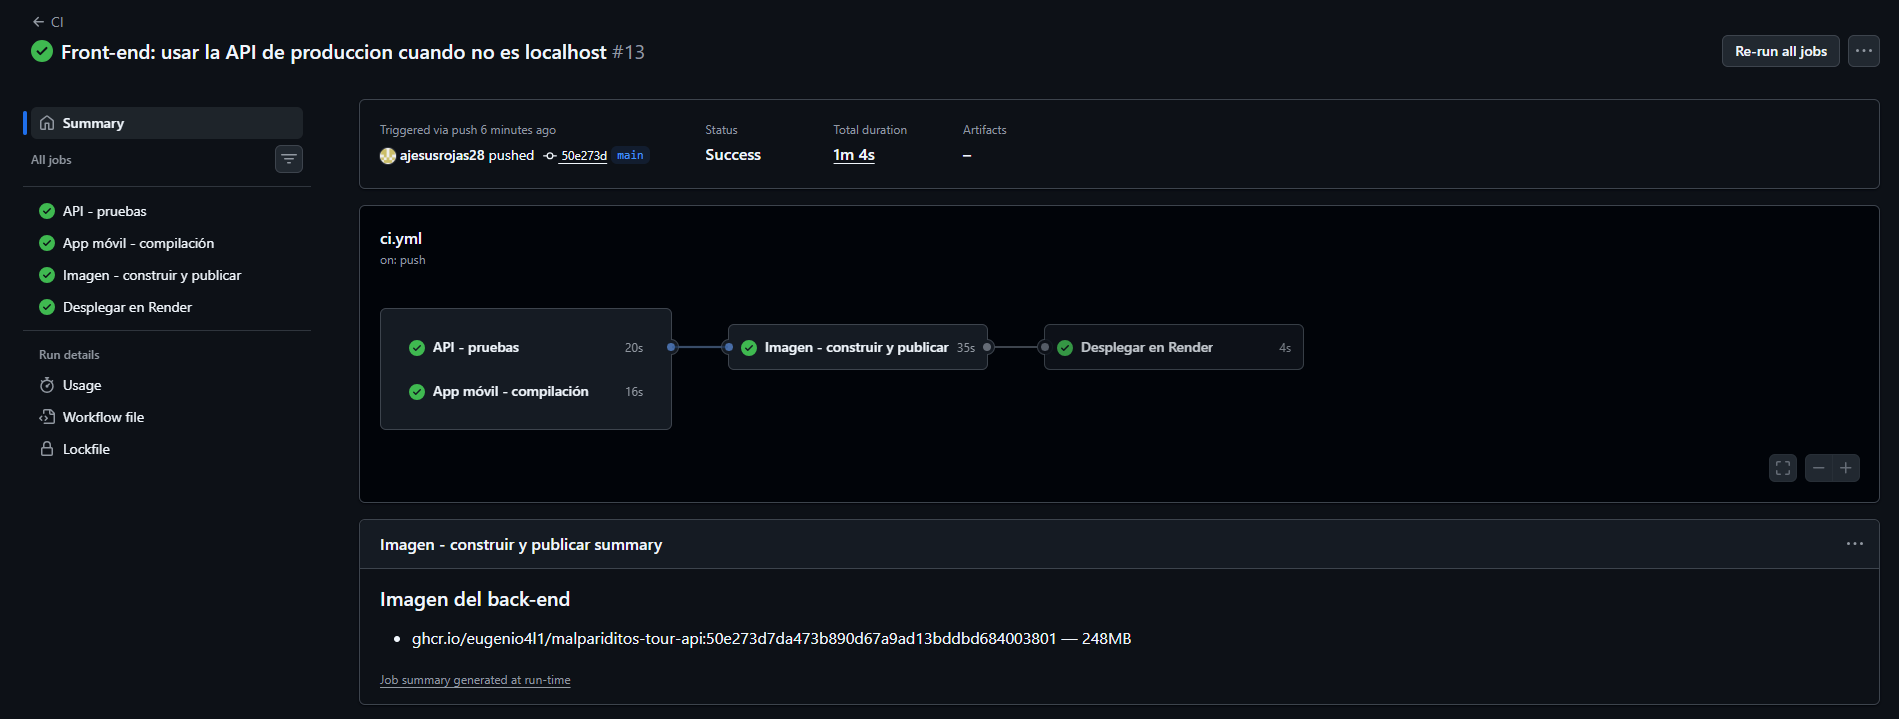 CI
Front-end: usar la API de produccion cuando no es localhost #13
Re-run all jobs
Summary
All jobs
API - pruebas
App móvil - compilación
Imagen - construir y publicar
Desplegar en Render
Run details
Usage
Workflow file
Lockfile
Triggered via push 6 minutes ago
ajesusrojas28 pushed 50e273d main
Status
Success
Total duration
1m 4s
Artifacts
–
ci.yml
on: push
API - pruebas 20s
App móvil - compilación 16s
Imagen - construir y publicar 35s
Desplegar en Render 4s
Imagen - construir y publicar summary
Imagen del back-end
ghcr.io/eugenio4l1/malpariditos-tour-api:50e273d7da473b890d67a9ad13bddbd684003801 — 248MB
Job summary generated at run-time